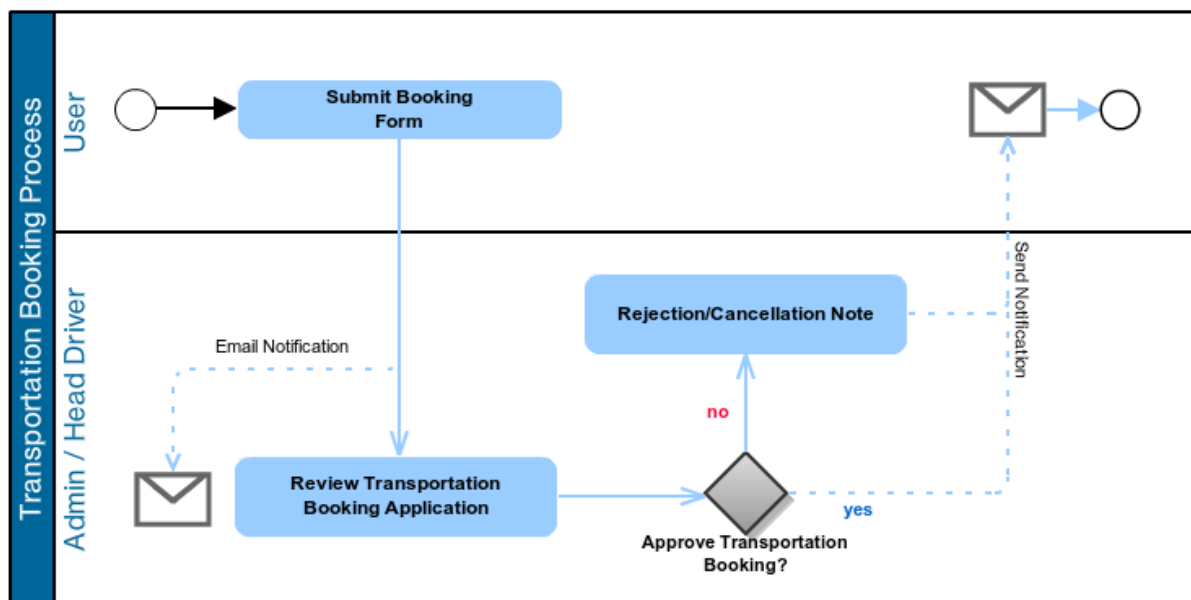 Transportation Booking Process
User
Submit Booking
Form
Admin / Head Driver
Email Notification
Review Transportation
Booking Application
Rejection/Cancellation Note
no
yes
Approve Transportation
Booking?
Send Notification